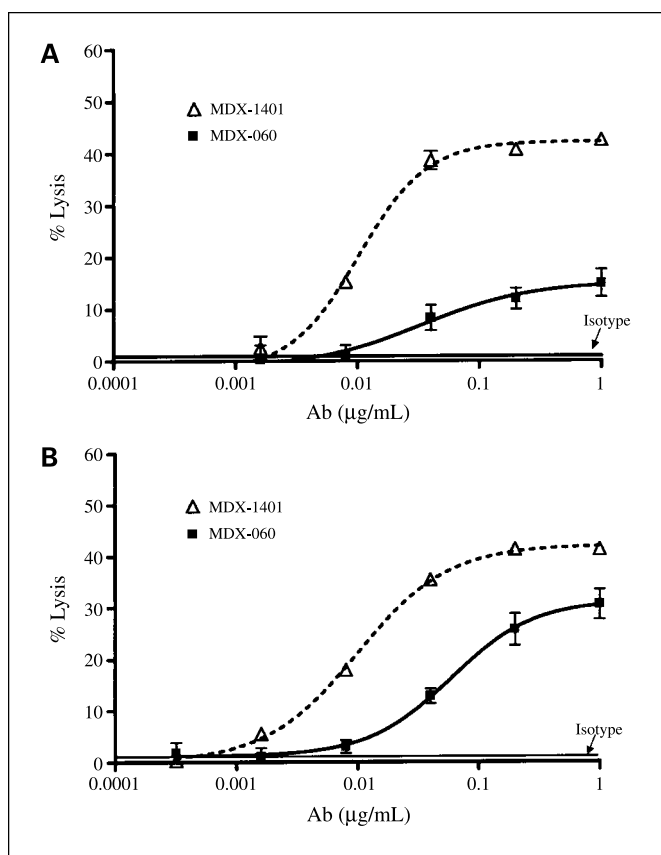 A
60
50
40
30
20
10
0
% Lysis
MDX-1401
MDX-060
Isotype
0.0001 0.001 0.01 0.1 1
Ab (µg/mL)
B
60
50
40
30
20
10
0
% Lysis
MDX-1401
MDX-060
Isotype
0.0001 0.001 0.01 0.1 1
Ab (µg/mL)